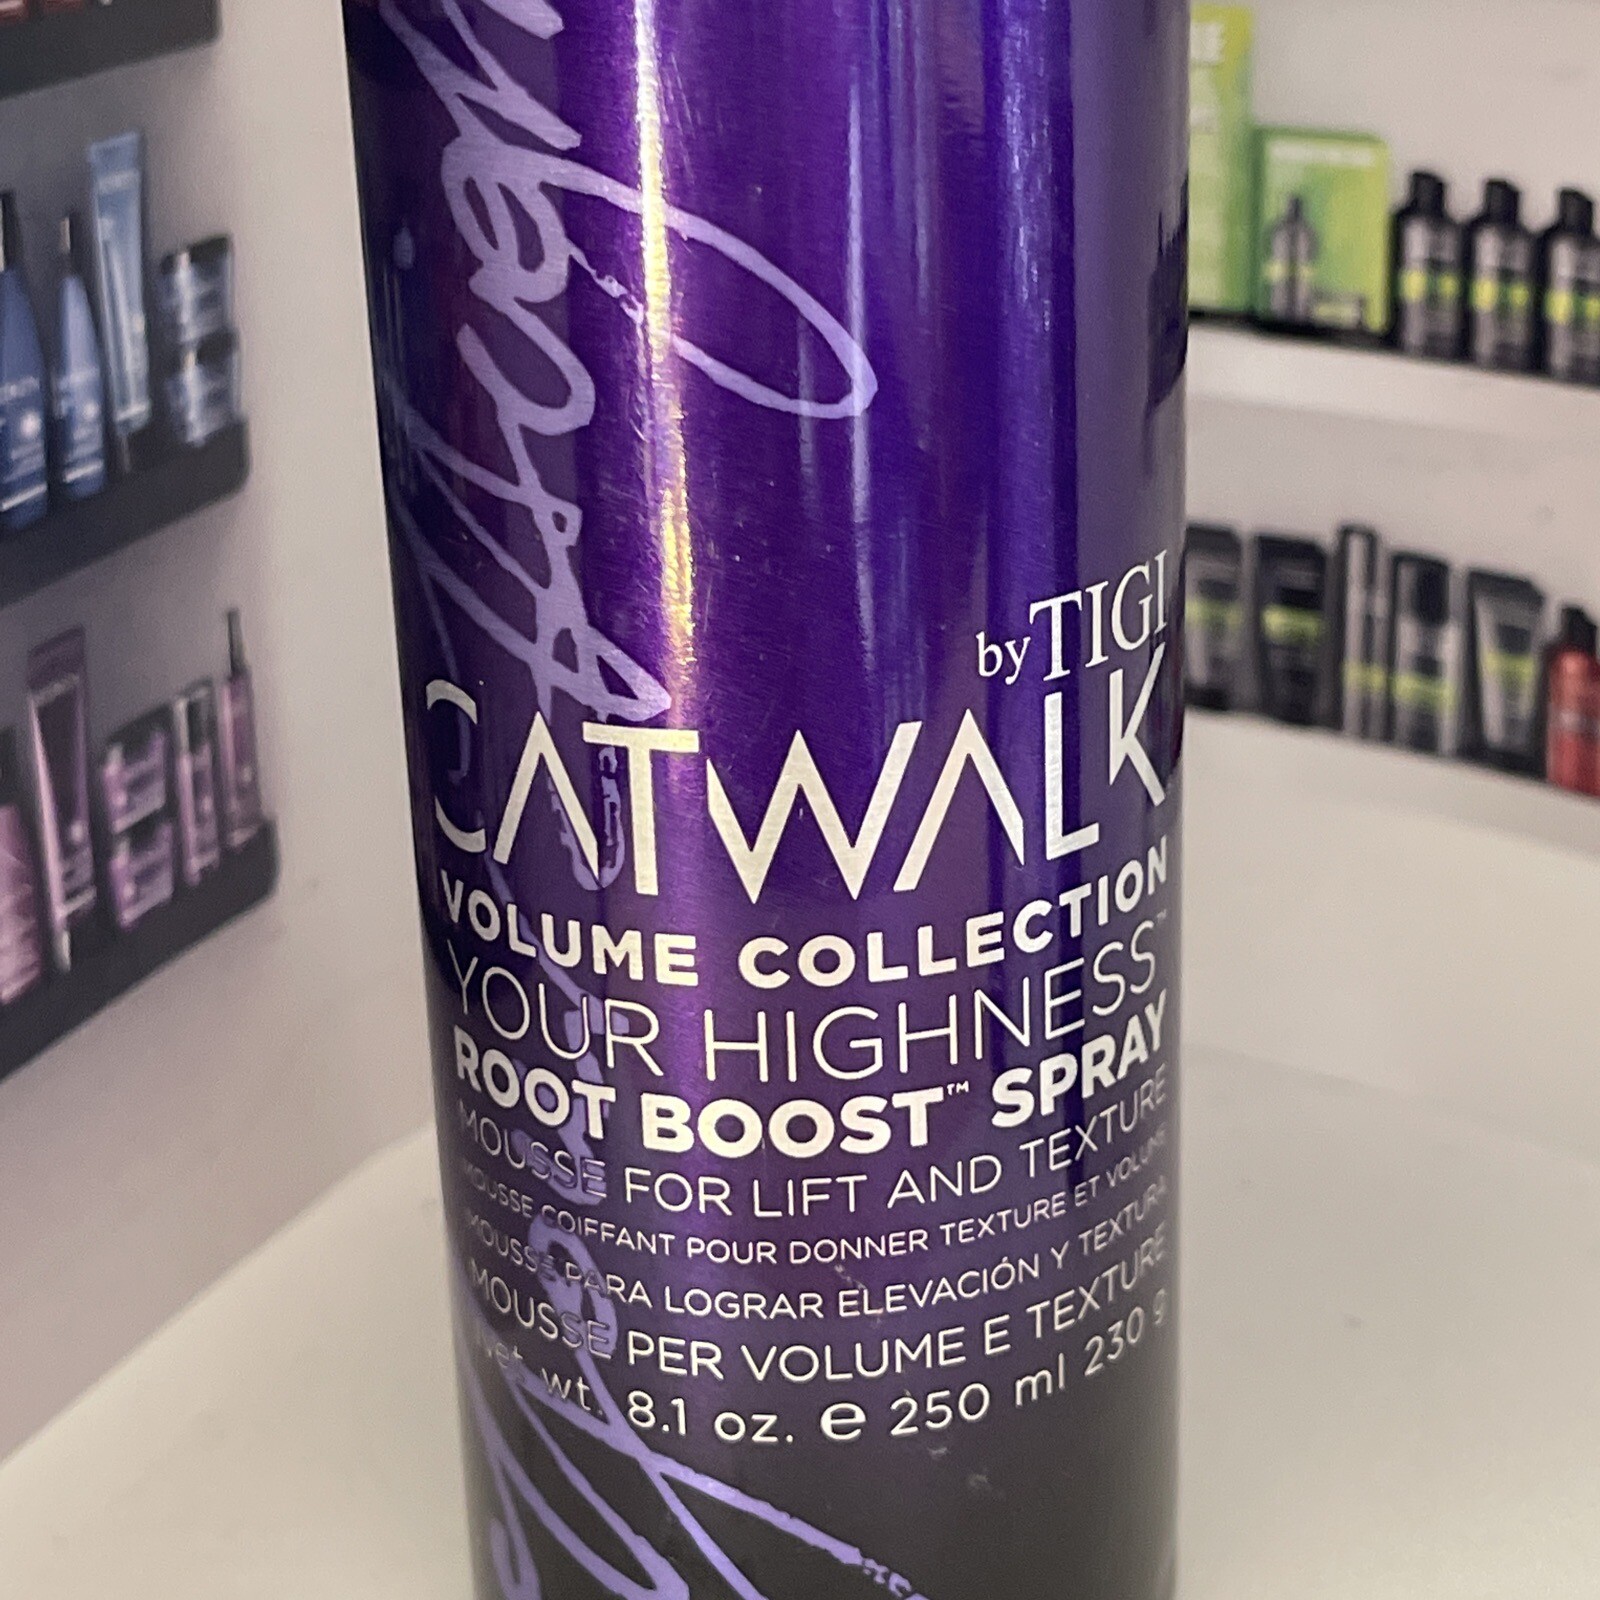 by TIGI
CATWALK
VOLUME COLLECTION
YOUR HIGHNESS™
ROOT BOOST™ SPRAY
MOUSSE FOR LIFT AND TEXTURE
MOUSSE COIFFANT POUR DONNER TEXTURE ET VOLUME
MOUSSE PARA LOGRAR ELEVACIÓN Y TEXTURA
MOUSSE PER VOLUME E TEXTURE
Net wt. 8.1 oz. e 250 ml 230 g